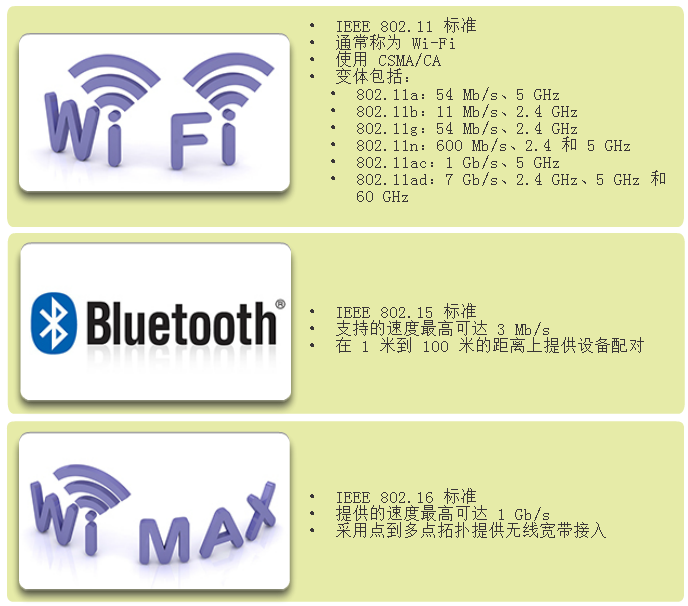 Wi Fi
• IEEE 802.11 标准
• 通常称为 Wi-Fi
• 使用 CSMA/CA
• 变体包括：
• 802.11a：54 Mb/s、5 GHz
• 802.11b：11 Mb/s、2.4 GHz
• 802.11g：54 Mb/s、2.4 GHz
• 802.11n：600 Mb/s、2.4 和 5 GHz
• 802.11ac：1 Gb/s、5 GHz
• 802.11ad：7 Gb/s、2.4 GHz、5 GHz 和
60 GHz
Bluetooth®
• IEEE 802.15 标准
• 支持的速度最高可达 3 Mb/s
• 在 1 米到 100 米的距离上提供设备配对
Wi MAX
• IEEE 802.16 标准
• 提供的速度最高可达 1 Gb/s
• 采用点到多点拓扑提供无线宽带接入